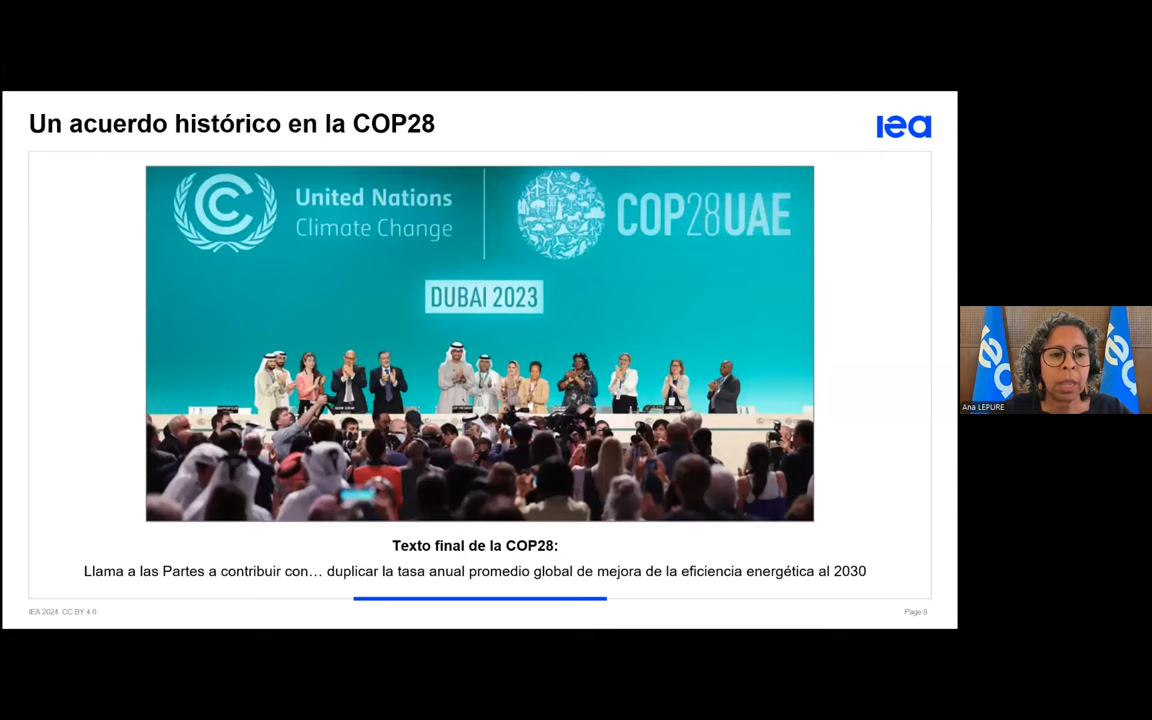 Un acuerdo histórico en la COP28
iea
United Nations
Climate Change
COP28UAE
DUBAI 2023
Texto final de la COP28:
Llama a las Partes a contribuir con… duplicar la tasa anual promedio global de mejora de la eficiencia energética al 2030
IEA 2024. CC BY 4.0.
Page 8
iea
iea
Ana LEPURE